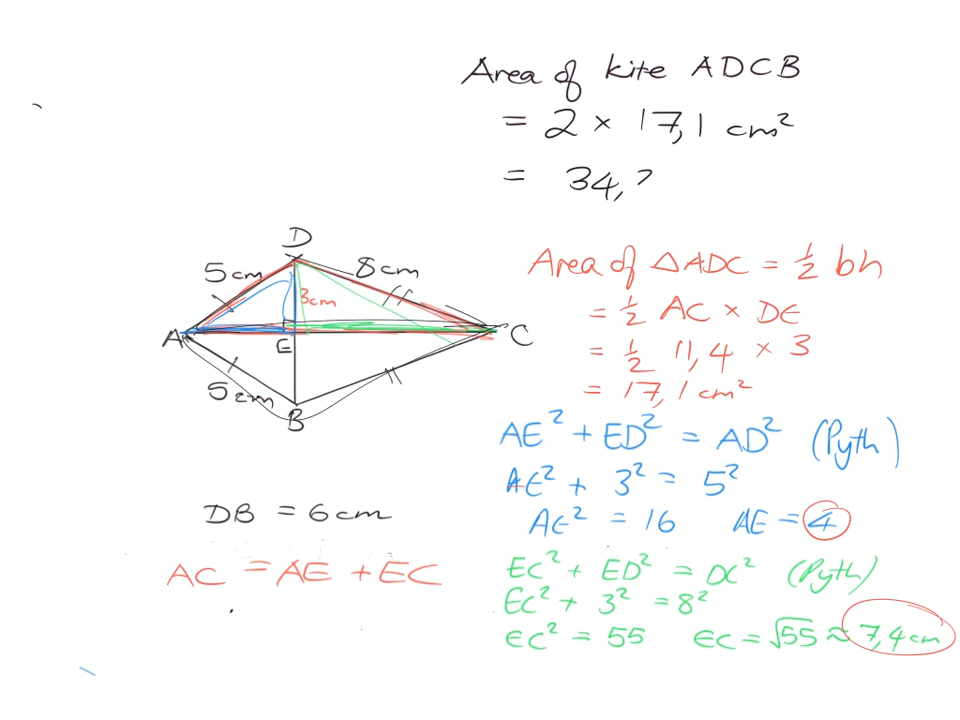 Area of kite ADCB
= 2 × 17,1 cm²
= 34,2
D
5cm
8cm
3cm
A
E
C
5cm
B
Area of △ADC = ½ bh
= ½ AC × DE
= ½ 11,4 × 3
= 17,1 cm²
AE² + ED² = AD² (Pyth)
AE² + 3² = 5²
AE² = 16 AE = 4
DB = 6cm
AC = AE + EC
EC² + ED² = DC² (Pyth)
EC² + 3² = 8²
EC² = 55 EC = √55 ≈ 7,4cm